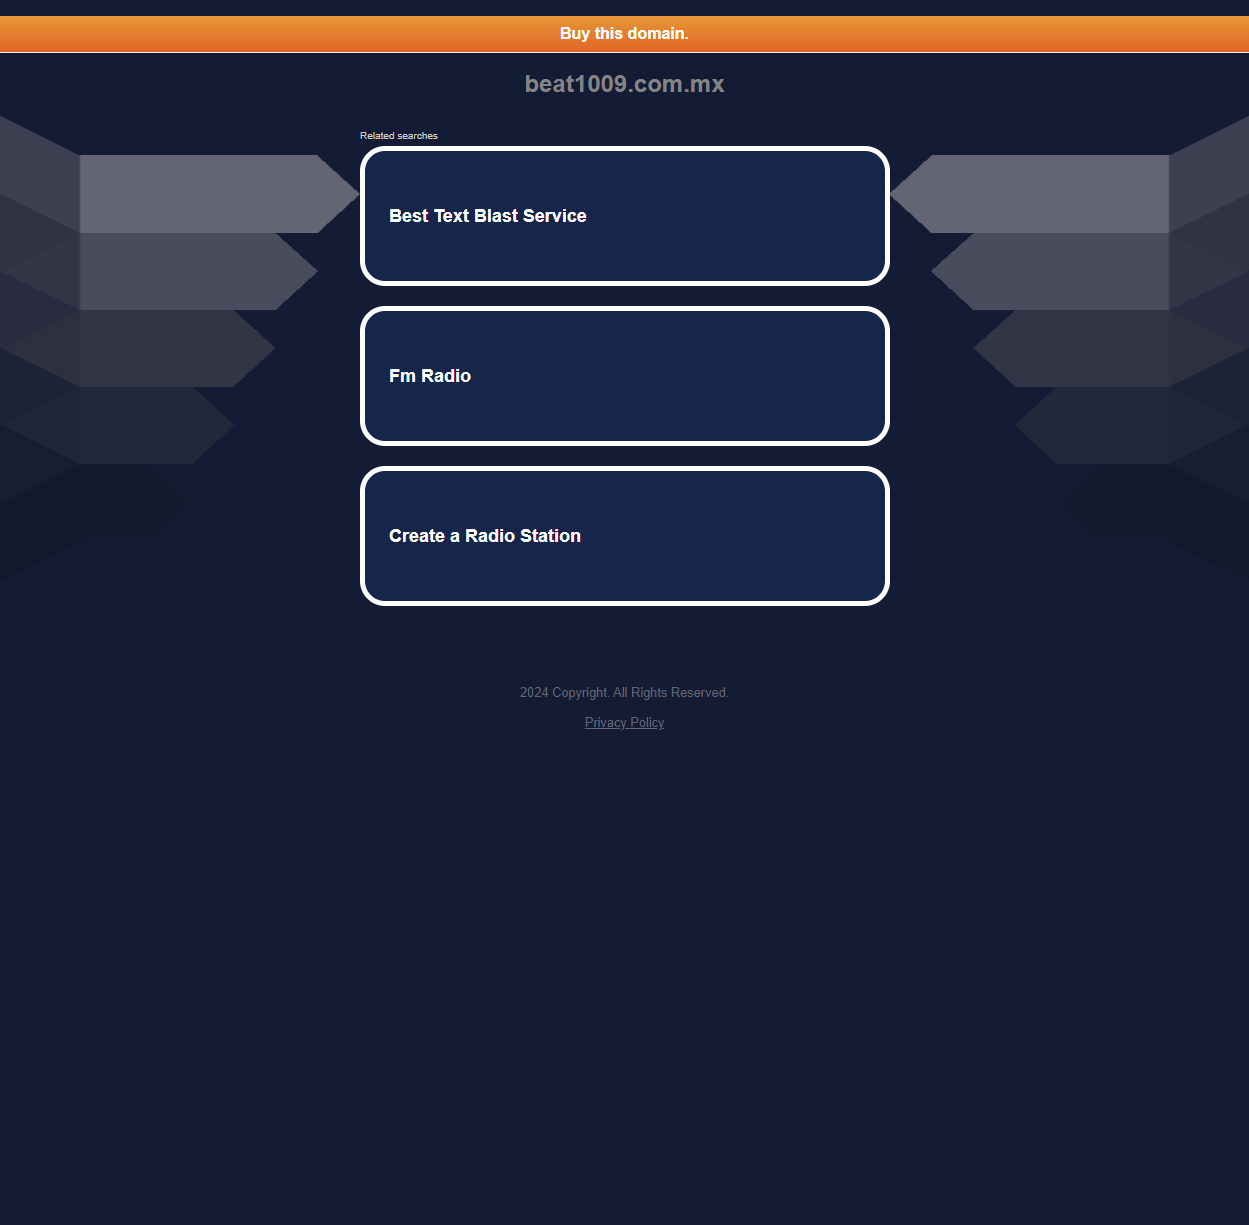 Buy this domain.
beat1009.com.mx
Related searches
Best Text Blast Service
Fm Radio
Create a Radio Station
2024 Copyright. All Rights Reserved.
Privacy Policy